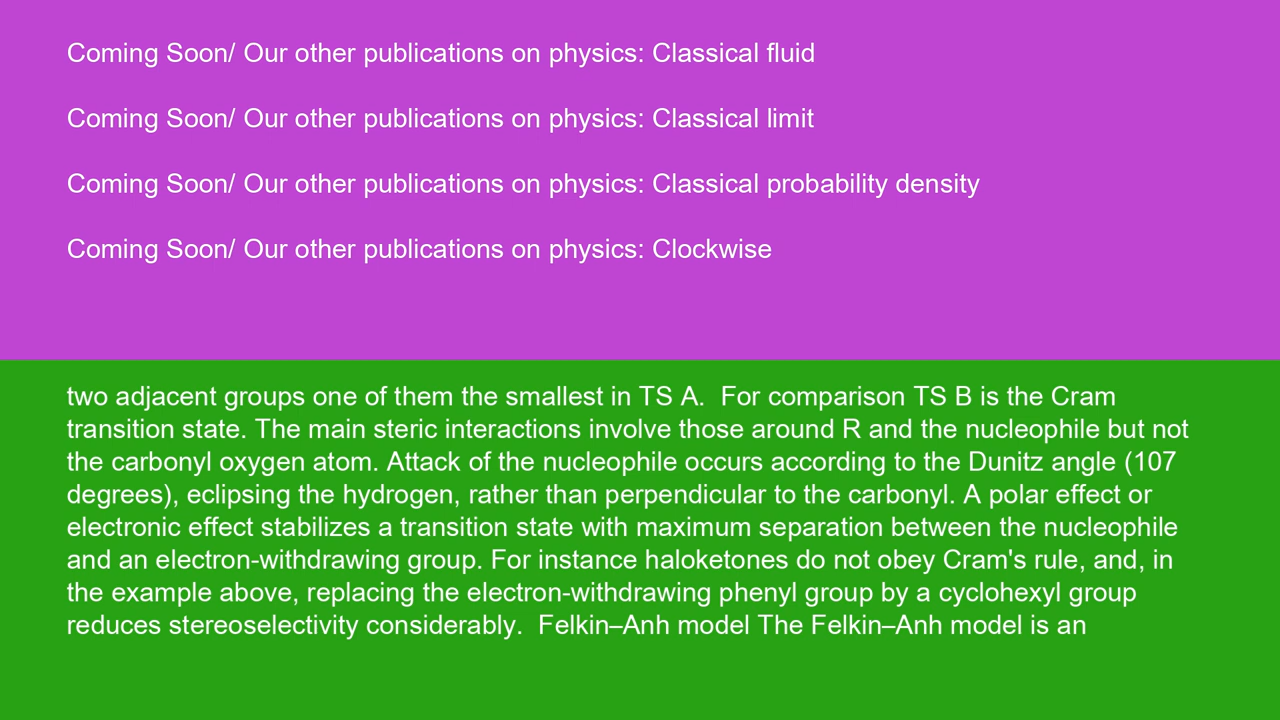 Coming Soon/ Our other publications on physics: Classical fluid
Coming Soon/ Our other publications on physics: Classical limit
Coming Soon/ Our other publications on physics: Classical probability density
Coming Soon/ Our other publications on physics: Clockwise
two adjacent groups one of them the smallest in TS A.  For comparison TS B is the Cram
transition state. The main steric interactions involve those around R and the nucleophile but not
the carbonyl oxygen atom. Attack of the nucleophile occurs according to the Dunitz angle (107
degrees), eclipsing the hydrogen, rather than perpendicular to the carbonyl. A polar effect or
electronic effect stabilizes a transition state with maximum separation between the nucleophile
and an electron-withdrawing group. For instance haloketones do not obey Cram's rule, and, in
the example above, replacing the electron-withdrawing phenyl group by a cyclohexyl group
reduces stereoselectivity considerably.  Felkin–Anh model The Felkin–Anh model is an